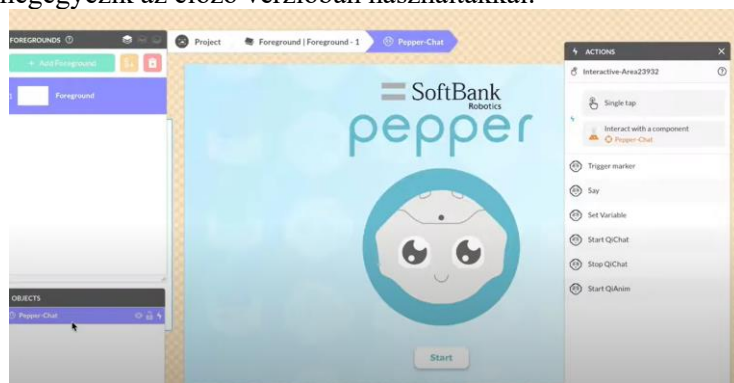 megegyezik az előző verzióban használtakkal.
FOREGROUNDS
Project
Foreground | Foreground - 1
Pepper-Chat
+ Add Foreground
1
Foreground
SoftBank
Robotics
pepper
Start
OBJECTS
Pepper-Chat
ACTIONS
X
Interactive-Area23932
Single tap
Interact with a component
Pepper-Chat
Trigger marker
Say
Set Variable
Start QiChat
Stop QiChat
Start QiAnim